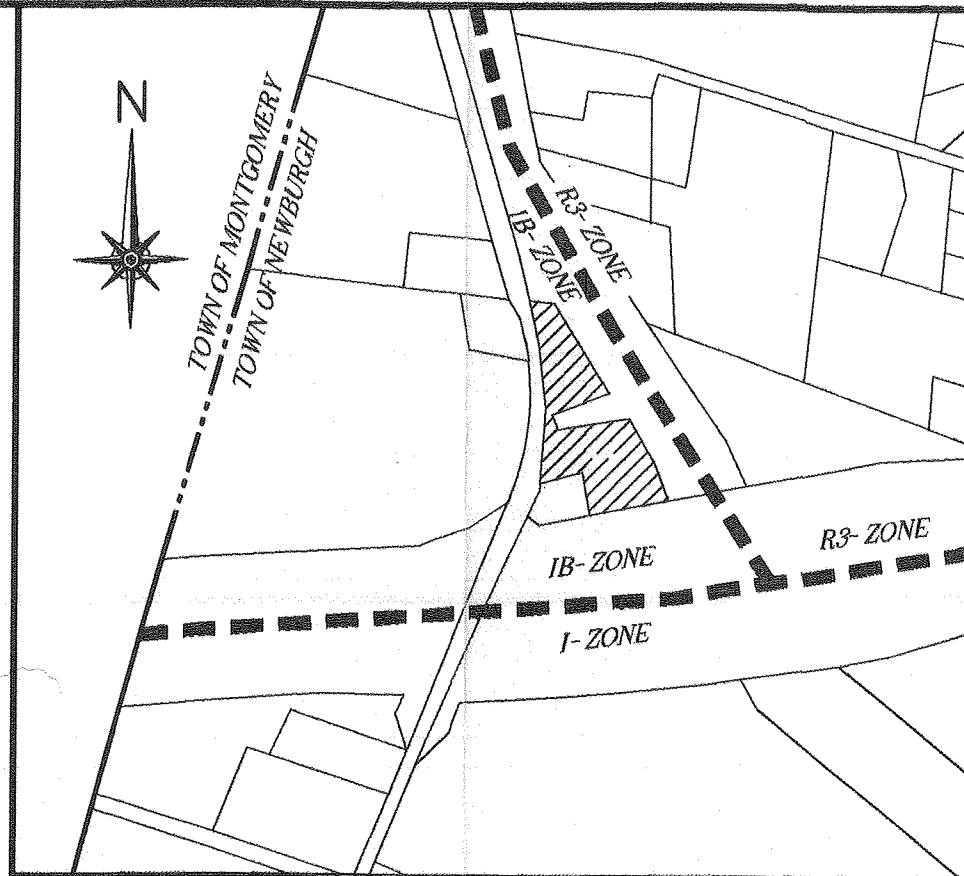 N
TOWN OF MONTGOMERY
TOWN OF NEWBURGH
R3- ZONE
IB- ZONE
IB- ZONE
R3- ZONE
I- ZONE